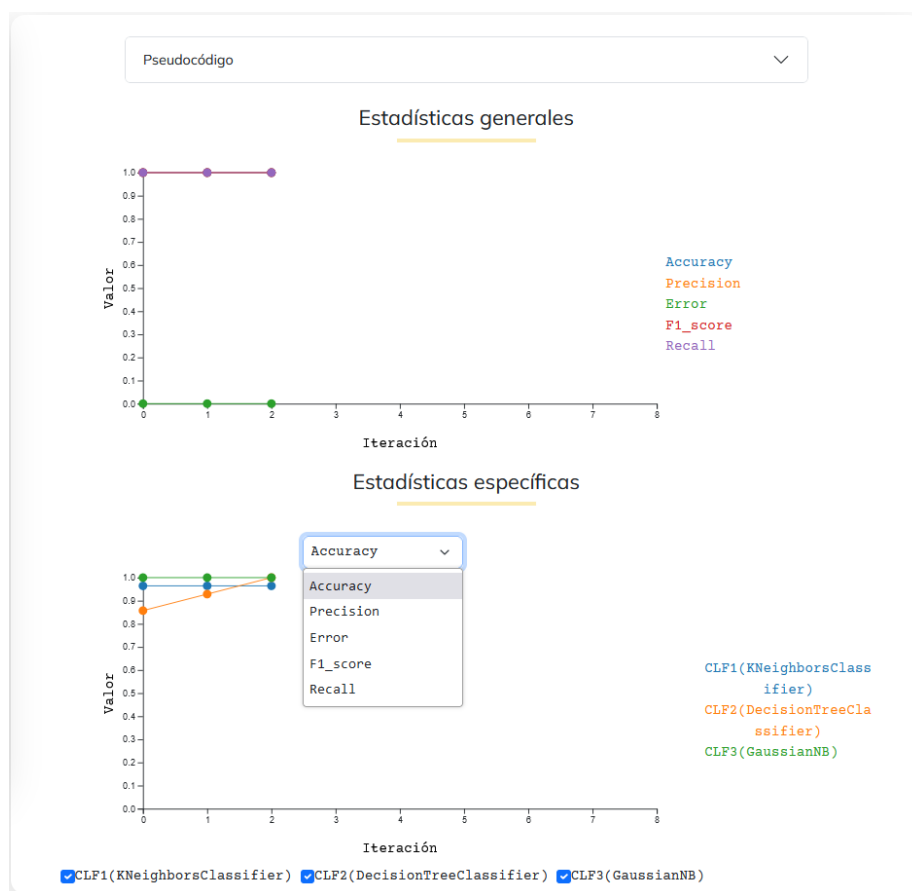 Pseudocódigo
Estadísticas generales
1.0
0.9
0.8
0.7
0.6
0.5
0.4
0.3
0.2
0.1
0.0
Valor
0 1 2 3 4 5 6 7 8
Iteración
Accuracy
Precision
Error
F1_score
Recall
Estadísticas específicas
Accuracy
Accuracy
Precision
Error
F1_score
Recall
1.0
0.9
0.8
0.7
0.6
0.5
0.4
0.3
0.2
0.1
0.0
Valor
0 1 2 3 4 5 6 7 8
Iteración
CLF1(KNeighborsClass
ifier)
CLF2(DecisionTreeCla
ssifier)
CLF3(GaussianNB)
CLF1(KNeighborsClassifier) CLF2(DecisionTreeClassifier) CLF3(GaussianNB)